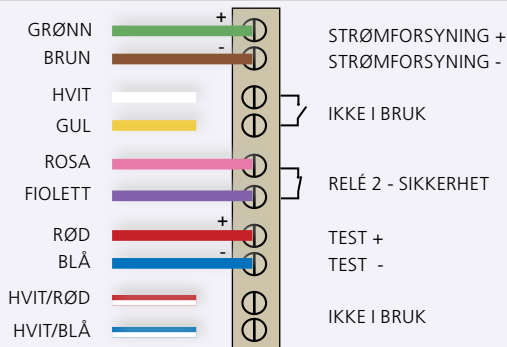 GRØNN + STRØMFORSYNING +
BRUN - STRØMFORSYNING -
HVIT
GUL
IKKE I BRUK
ROSA
FIOLETT
RELÉ 2 - SIKKERHET
RØD + TEST +
BLÅ - TEST -
HVIT/RØD
HVIT/BLÅ
IKKE I BRUK